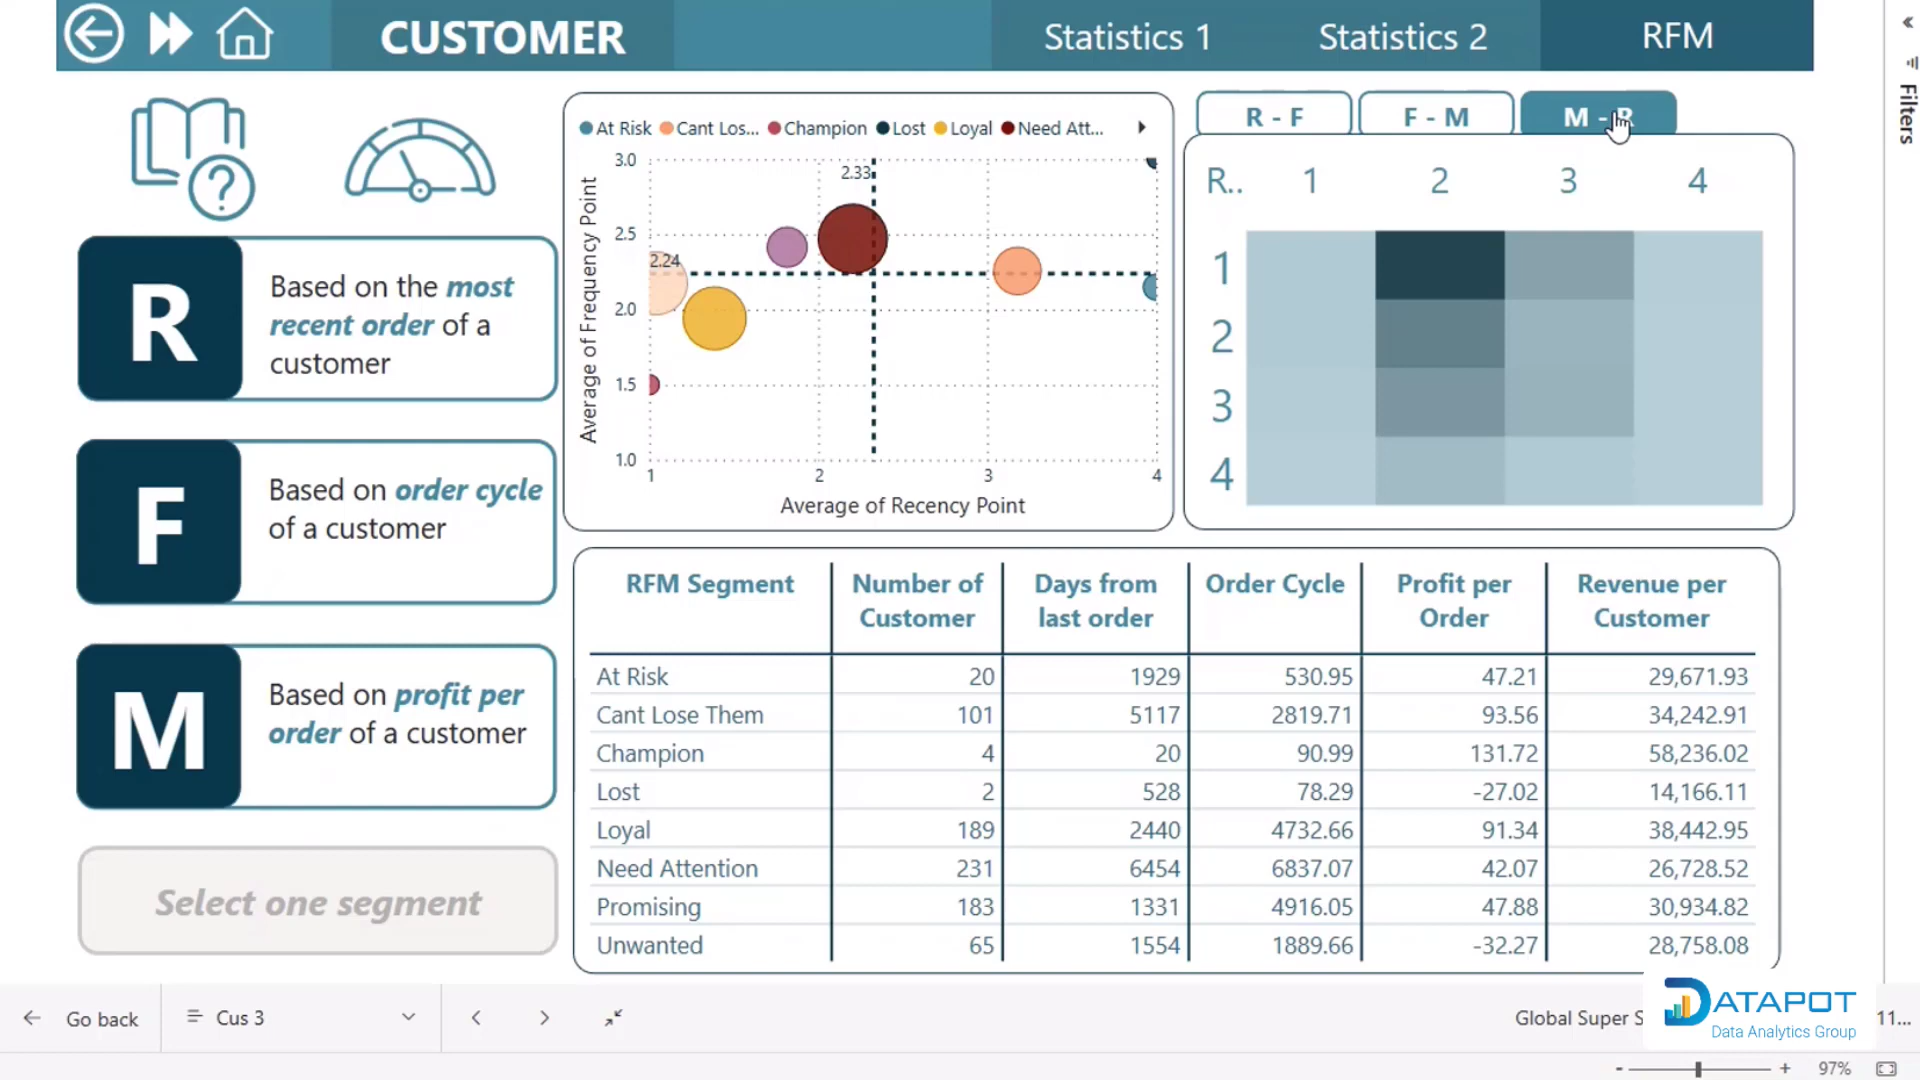 CUSTOMER
Statistics 1
Statistics 2
RFM
Filters
R
Based on the most
recent order of a
customer
F
Based on order cycle
of a customer
M
Based on profit per
order of a customer
Select one segment
At Risk Cant Los... Champion Lost Loyal Need Att...
Average of Frequency Point
3.0
2.5
2.0
1.5
1.0
2.33
2.24
1 2 3 4
Average of Recency Point
R - F
F - M
M - R
R.. 1 2 3 4
1
2
3
4
RFM Segment Number of Customer Days from last order Order Cycle Profit per Order Revenue per Customer
At Risk 20 1929 530.95 47.21 29,671.93
Cant Lose Them 101 5117 2819.71 93.56 34,242.91
Champion 4 20 90.99 131.72 58,236.02
Lost 2 528 78.29 -27.02 14,166.11
Loyal 189 2440 4732.66 91.34 38,442.95
Need Attention 231 6454 6837.07 42.07 26,728.52
Promising 183 1331 4916.05 47.88 30,934.82
Unwanted 65 1554 1889.66 -32.27 28,758.08
Go back
Cus 3
Global Super S
DATAPOT
Data Analytics Group
11...
- + 97%